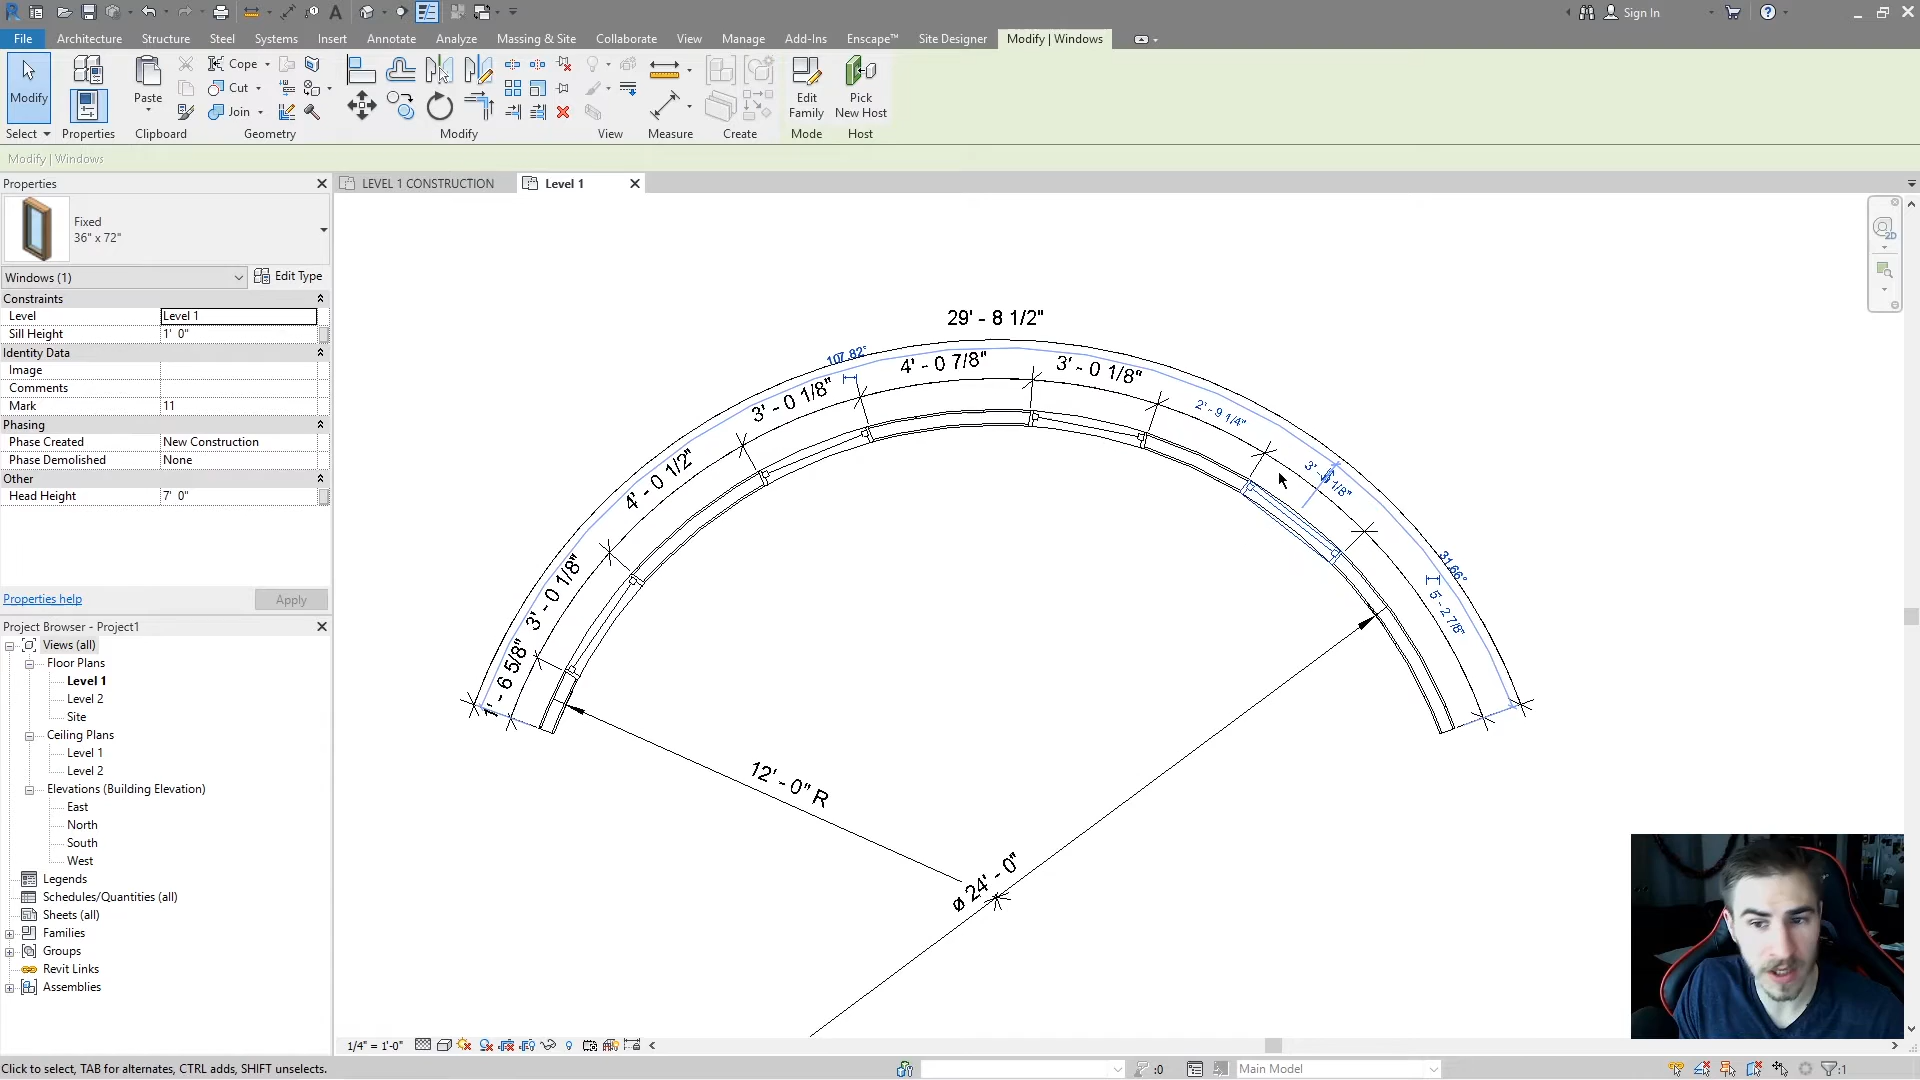 Sign In
File
Architecture
Structure
Steel
Systems
Insert
Annotate
Analyze
Massing & Site
Collaborate
View
Manage
Add-Ins
Enscape™
Site Designer
Modify | Windows
Modify
Paste
Cope
Cut
Join
Edit
Family
Pick
New Host
Select
Properties
Clipboard
Geometry
Modify
View
Measure
Create
Mode
Host
Modify | Windows
Properties
LEVEL 1 CONSTRUCTION
Level 1
Fixed
36" x 72"
Windows (1)
Edit Type
Constraints
Level
Level 1
Sill Height
1' 0"
Identity Data
Image
Comments
Mark
11
Phasing
Phase Created
New Construction
Phase Demolished
None
Other
Head Height
7' 0"
Properties help
Apply
Project Browser - Project1
Views (all)
Floor Plans
Level 1
Level 2
Site
Ceiling Plans
Level 1
Level 2
Elevations (Building Elevation)
East
North
South
West
Legends
Schedules/Quantities (all)
Sheets (all)
Families
Groups
Revit Links
Assemblies
29' - 8 1/2"
107.82°
4' - 0 7/8"
3' - 0 1/8"
3' - 0 1/8"
2' - 9 1/4"
4' - 0 1/2"
3' - 0 1/8"
3' - 0 1/8"
31.66°
5' - 2 7/8"
1' - 6 5/8"
12' - 0" R
ø 24' - 0"
1/4" = 1'-0"
Click to select, TAB for alternates, CTRL adds, SHIFT unselects.
:0
Main Model
:1
2D